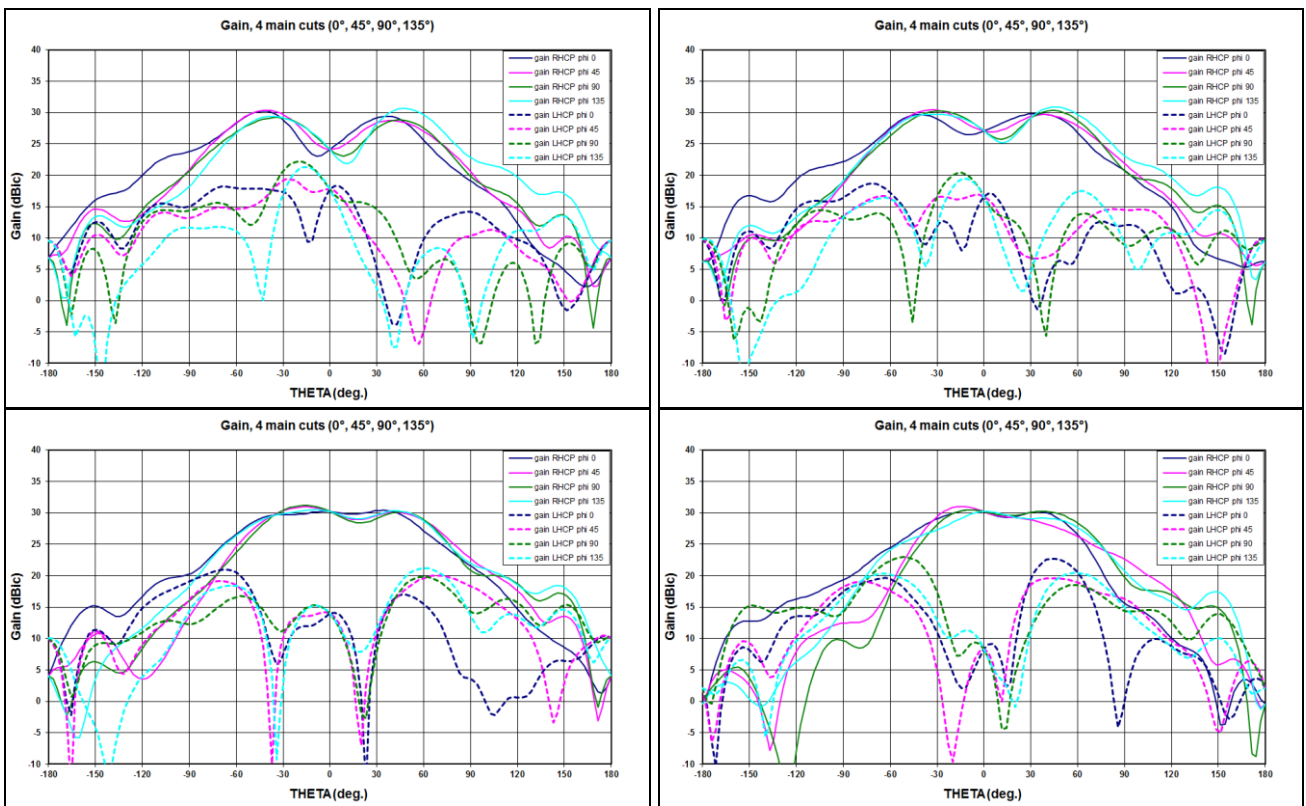 Gain, 4 main cuts (0°, 45°, 90°, 135°)
Gain (dBic)
40
35
30
25
20
15
10
5
0
-5
-10
gain RHCP phi 0
gain RHCP phi 45
gain RHCP phi 90
gain RHCP phi 135
gain LHCP phi 0
gain LHCP phi 45
gain LHCP phi 90
gain LHCP phi 135
-180 -150 -120 -90 -60 -30 0 30 60 90 120 150 180
THETA (deg.)
Gain, 4 main cuts (0°, 45°, 90°, 135°)
Gain (dBic)
40
35
30
25
20
15
10
5
0
-5
-10
gain RHCP phi 0
gain RHCP phi 45
gain RHCP phi 90
gain RHCP phi 135
gain LHCP phi 0
gain LHCP phi 45
gain LHCP phi 90
gain LHCP phi 135
-180 -150 -120 -90 -60 -30 0 30 60 90 120 150 180
THETA (deg.)
Gain, 4 main cuts (0°, 45°, 90°, 135°)
Gain (dBic)
40
35
30
25
20
15
10
5
0
-5
-10
gain RHCP phi 0
gain RHCP phi 45
gain RHCP phi 90
gain RHCP phi 135
gain LHCP phi 0
gain LHCP phi 45
gain LHCP phi 90
gain LHCP phi 135
-180 -150 -120 -90 -60 -30 0 30 60 90 120 150 180
THETA (deg.)
Gain, 4 main cuts (0°, 45°, 90°, 135°)
Gain (dBic)
40
35
30
25
20
15
10
5
0
-5
-10
gain RHCP phi 0
gain RHCP phi 45
gain RHCP phi 90
gain RHCP phi 135
gain LHCP phi 0
gain LHCP phi 45
gain LHCP phi 90
gain LHCP phi 135
-180 -150 -120 -90 -60 -30 0 30 60 90 120 150 180
THETA (deg.)